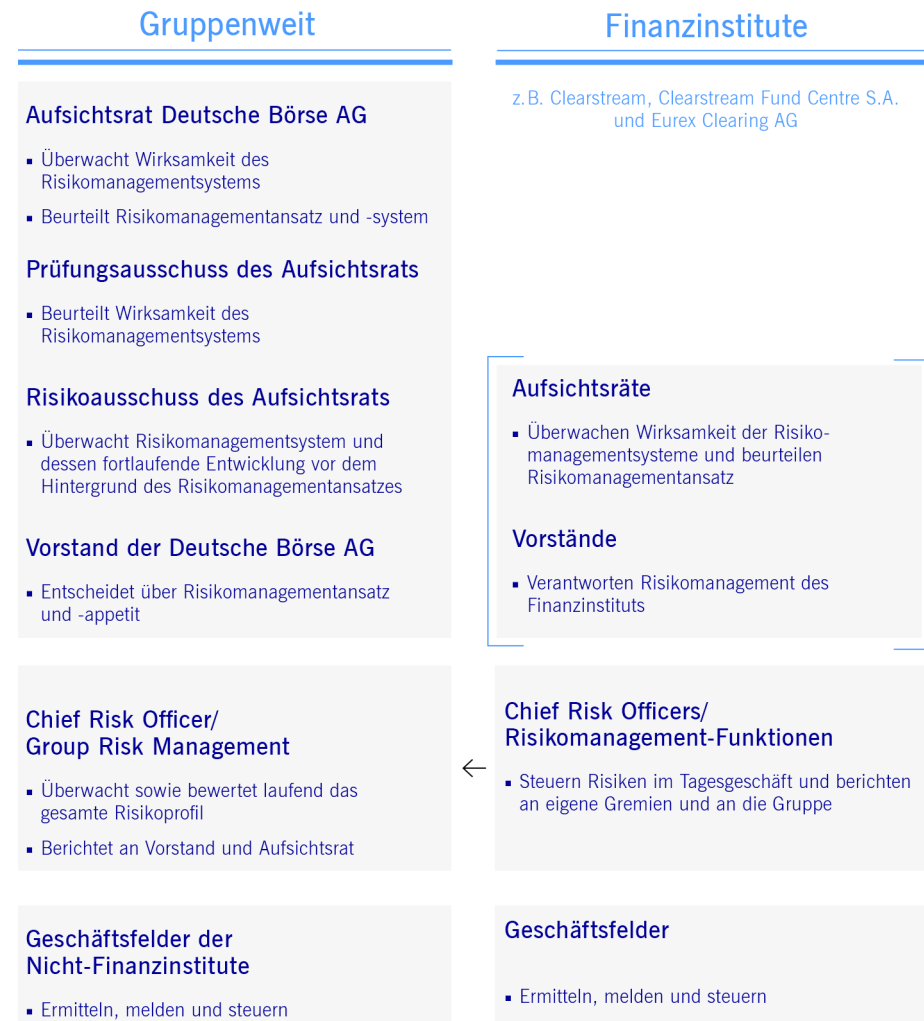 Gruppenweit
Aufsichtsrat Deutsche Börse AG
▪ Überwacht Wirksamkeit des
Risikomanagementsystems
▪ Beurteilt Risikomanagementansatz und -system
Prüfungsausschuss des Aufsichtsrats
▪ Beurteilt Wirksamkeit des
Risikomanagementsystems
Risikoausschuss des Aufsichtsrats
▪ Überwacht Risikomanagementsystem und
dessen fortlaufende Entwicklung vor dem
Hintergrund des Risikomanagementansatzes
Vorstand der Deutsche Börse AG
▪ Entscheidet über Risikomanagementansatz
und -appetit
Chief Risk Officer/
Group Risk Management
▪ Überwacht sowie bewertet laufend das
gesamte Risikoprofil
▪ Berichtet an Vorstand und Aufsichtsrat
Geschäftsfelder der
Nicht-Finanzinstitute
▪ Ermitteln, melden und steuern
Finanzinstitute
z.B. Clearstream, Clearstream Fund Centre S.A.
und Eurex Clearing AG
Aufsichtsräte
▪ Überwachen Wirksamkeit der Risiko-
managementsysteme und beurteilen
Risikomanagementansatz
Vorstände
▪ Verantworten Risikomanagement des
Finanzinstituts
Chief Risk Officers/
Risikomanagement-Funktionen
▪ Steuern Risiken im Tagesgeschäft und berichten
an eigene Gremien und an die Gruppe
Geschäftsfelder
▪ Ermitteln, melden und steuern